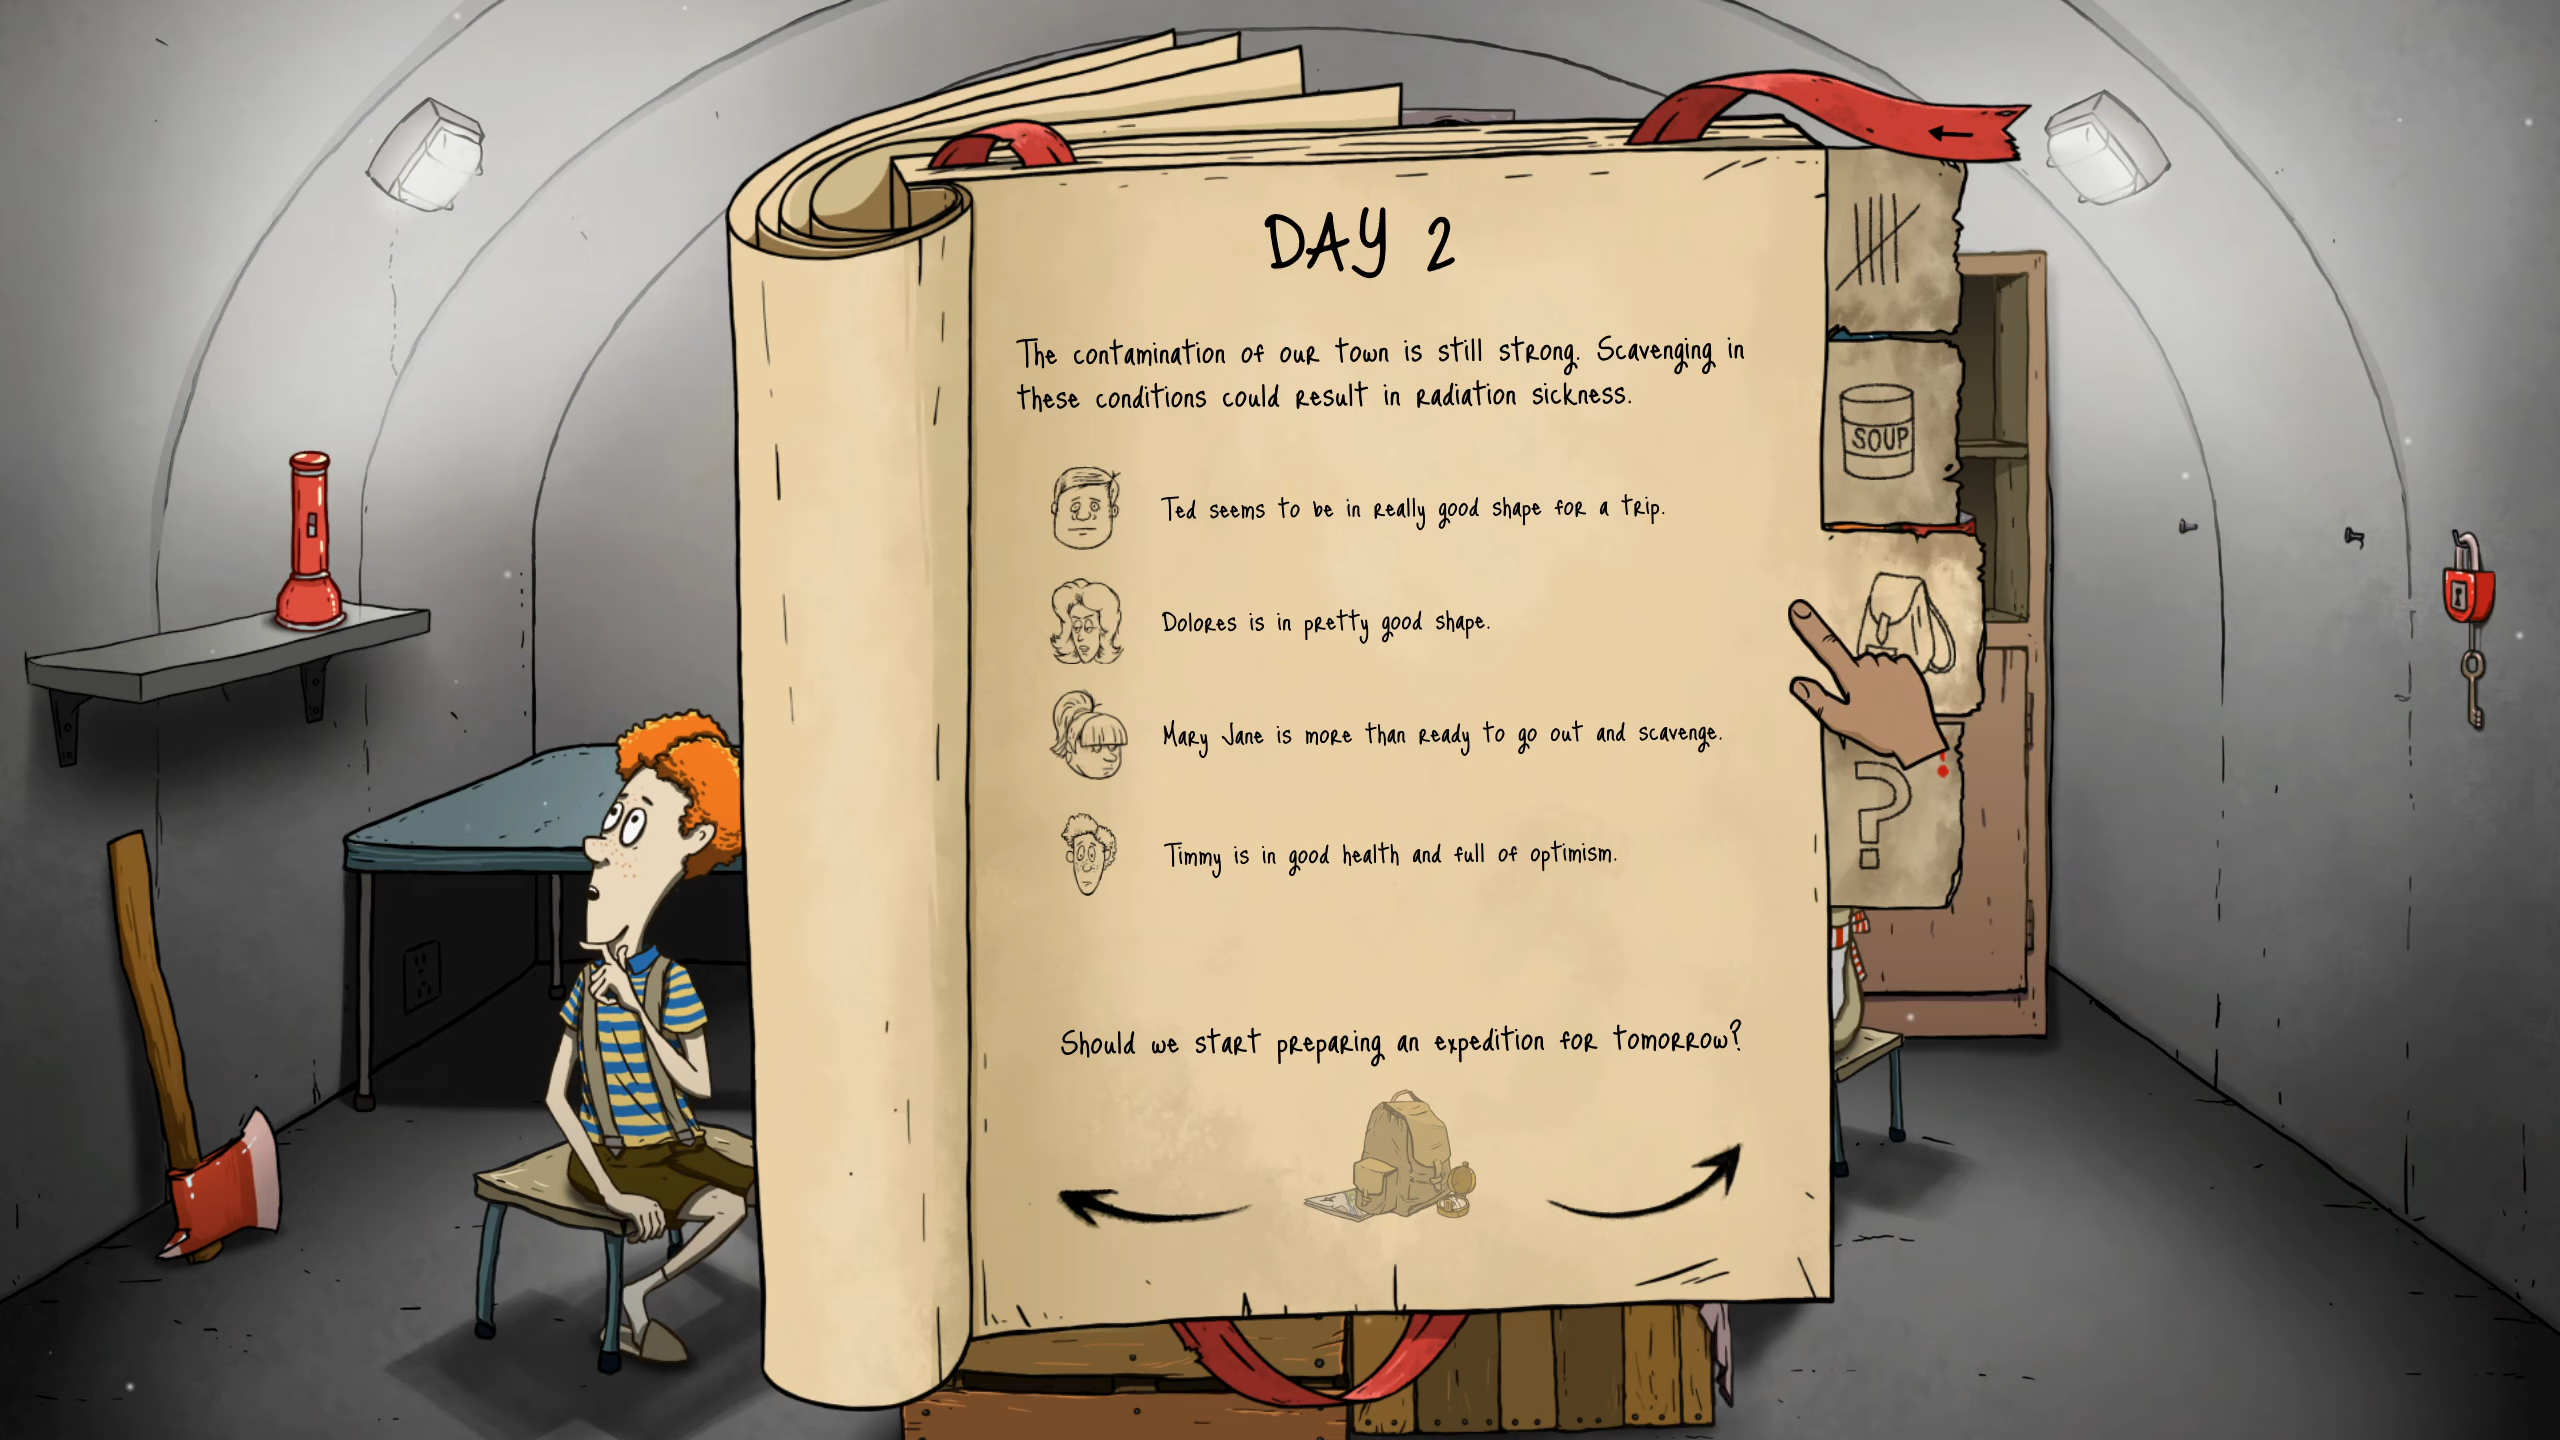 DAY 2
The contamination of our town is still strong. Scavenging in
these conditions could result in radiation sickness.
SOUP
Ted seems to be in really good shape for a trip.
Dolores is in pretty good shape.
Mary Jane is more than ready to go out and scavenge.
?
Timmy is in good health and full of optimism.
Should we start preparing an expedition for tomorrow?